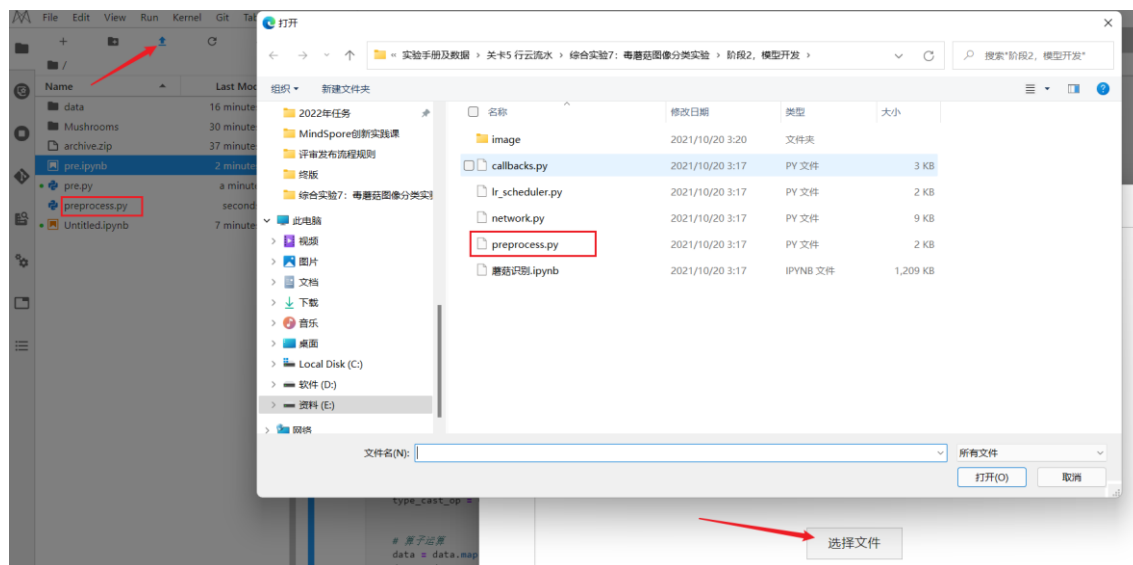 File Edit View Run Kernel Git Tab
/
Name Last Mod
data 16 minute
Mushrooms 30 minute
archive.zip 37 minute
pre.ipynb 2 minute
pre.py a minut
preprocess.py second
Untitled.ipynb 7 minute
打开
« 实验手册及数据 › 关卡5 行云流水 › 综合实验7：毒蘑菇图像分类实验 › 阶段2，模型开发 ›
搜索"阶段2，模型开发"
组织 新建文件夹
2022年任务
MindSpore创新实践课
评审发布流程规则
终版
综合实验7：毒蘑菇图像分类实
此电脑
视频
图片
文档
下载
音乐
桌面
Local Disk (C:)
软件 (D:)
资料 (E:)
网络
名称 修改日期 类型 大小
image 2021/10/20 3:20 文件夹
callbacks.py 2021/10/20 3:17 PY 文件 3 KB
lr_scheduler.py 2021/10/20 3:17 PY 文件 2 KB
network.py 2021/10/20 3:17 PY 文件 9 KB
preprocess.py 2021/10/20 3:17 PY 文件 2 KB
蘑菇识别.ipynb 2021/10/20 3:17 IPYNB 文件 1,209 KB
文件名(N): 所有文件
打开(O) 取消
type_cast_op =
# 算子运算
data = data.map
选择文件